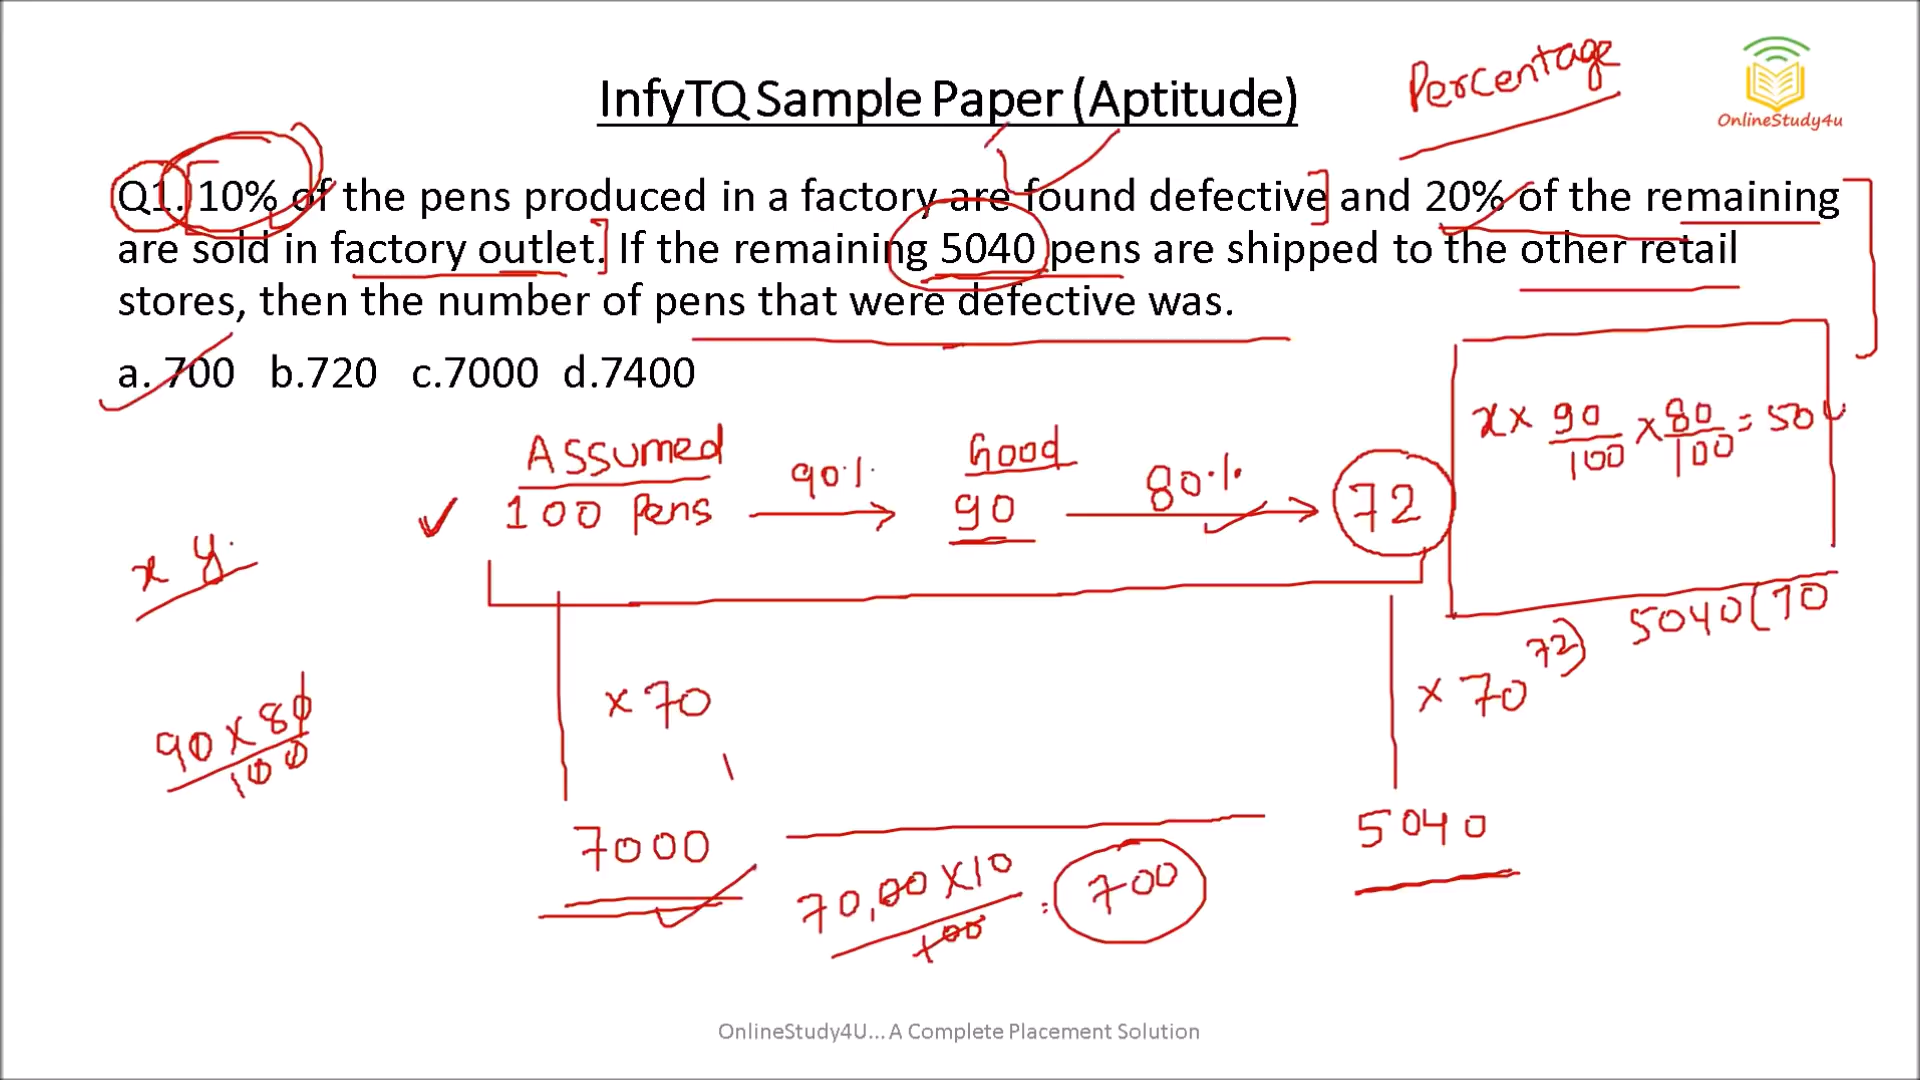 InfyTQ Sample Paper (Aptitude)
Percentage
OnlineStudy4u
Q1. 10% of the pens produced in a factory are found defective and 20% of the remaining
are sold in factory outlet. If the remaining 5040 pens are shipped to the other retail
stores, then the number of pens that were defective was.
a. 700 b.720 c.7000 d.7400
Assumed
100 Pens
90%
Good
90
80%
72
x × 90/100 × 80/100 = 504
x y.
72) 5040 (70
× 70
× 70
90 × 80
100
7000
5040
70,00 × 10
100
= 700
OnlineStudy4U... A Complete Placement Solution